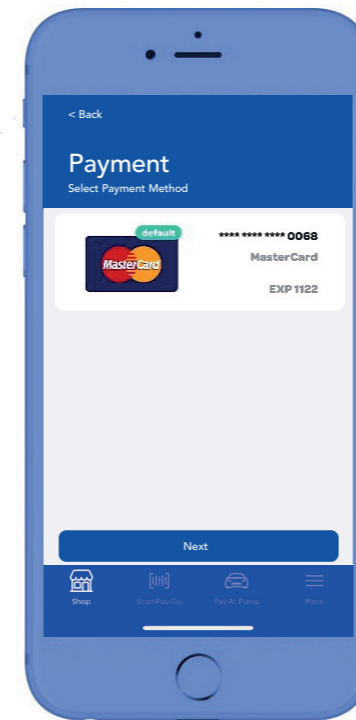 < Back
Payment
Select Payment Method
default
MasterCard
**** **** **** 0068
MasterCard
EXP 1122
Next
Shop
Scan Pay Go
Pay At Pump
More